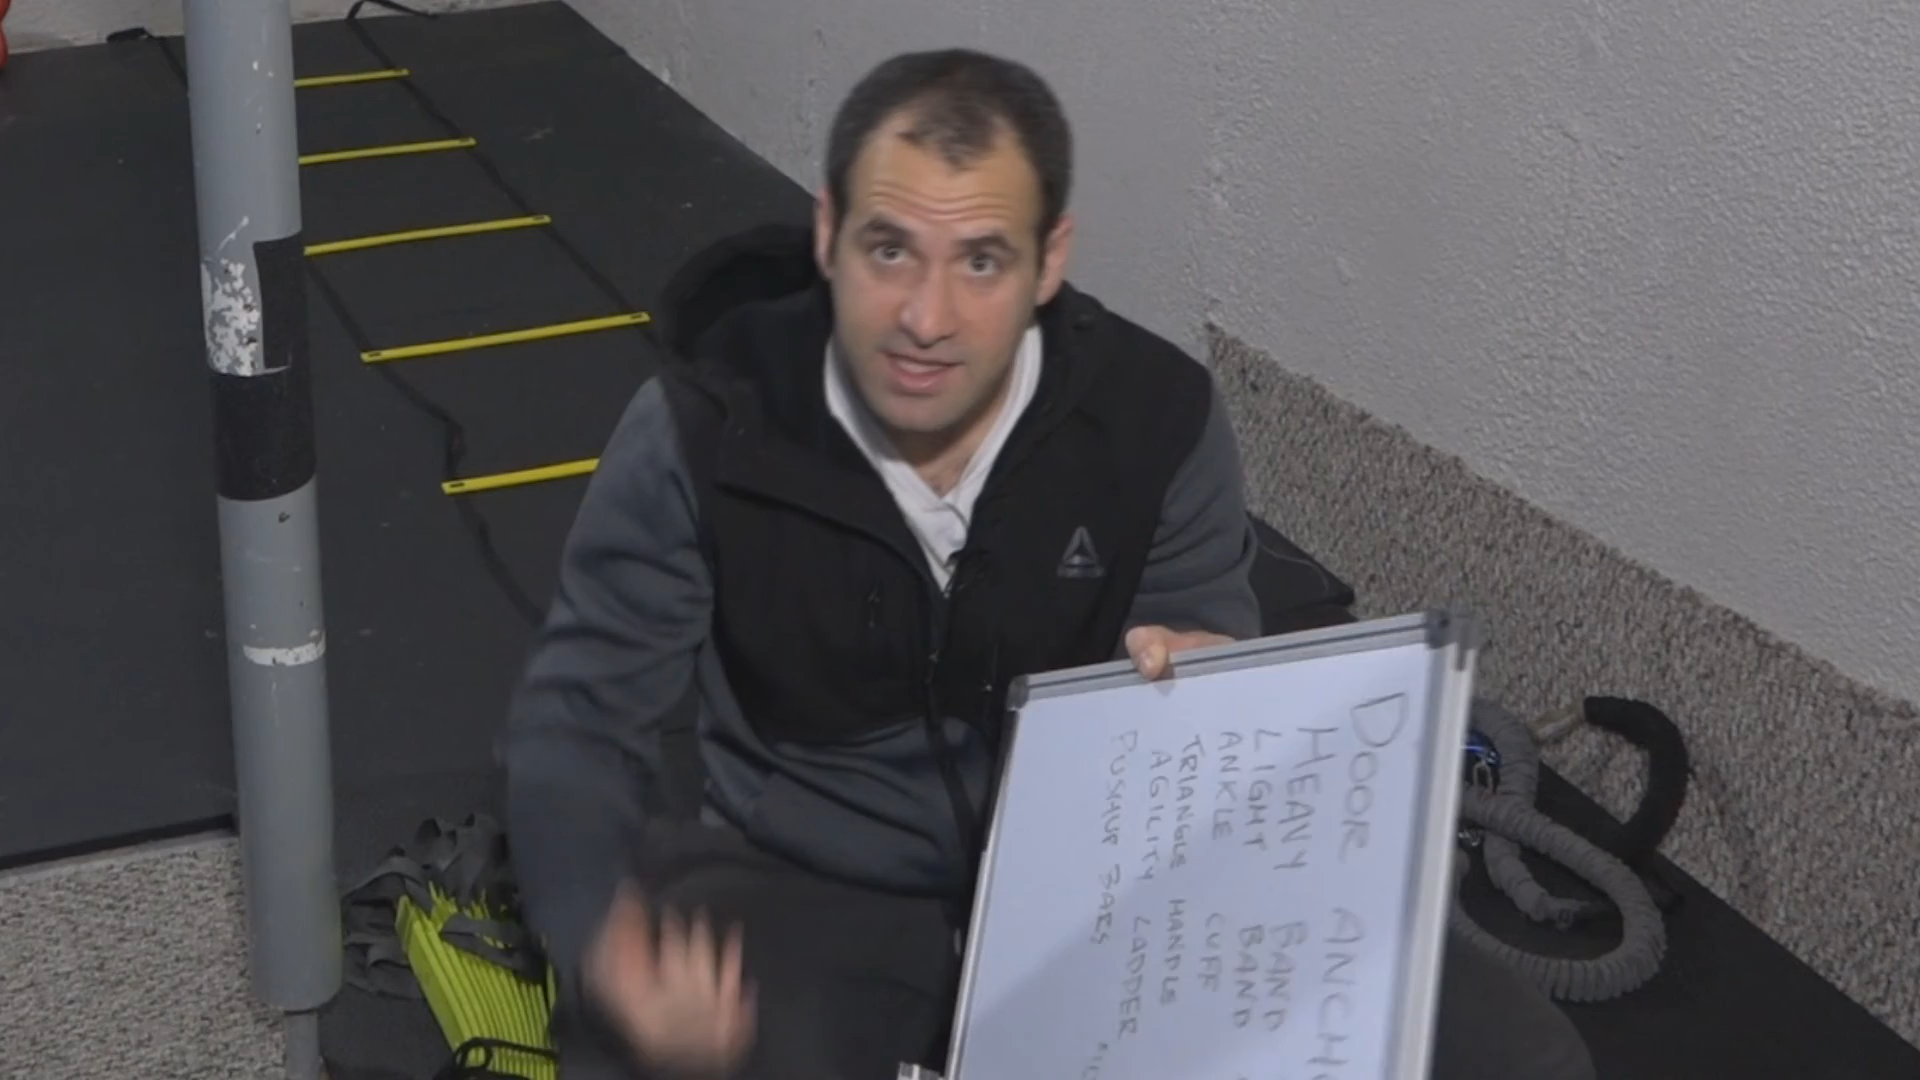 DOOR ANCH
HEAVY BAND
LIGHT BAND
ANKLE CUFF
TRIANGLE HANDLE
AGILITY LADDER
PUSHUP BARS